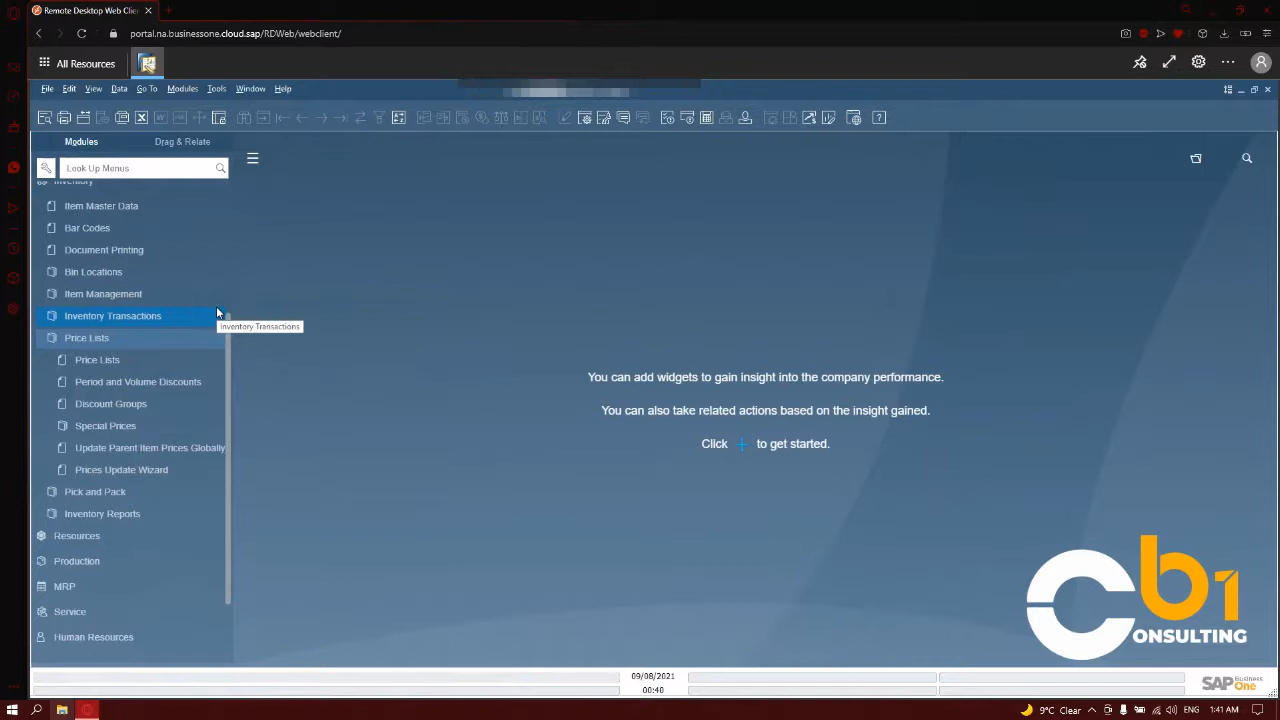 Remote Desktop Web Clie
portal.na.businessone.cloud.sap/RDWeb/webclient/
All Resources
File Edit View Data Go To Modules Tools Window Help
Modules Drag & Relate
Look Up Menus
Inventory
Item Master Data
Bar Codes
Document Printing
Bin Locations
Item Management
Inventory Transactions
Inventory Transactions
Price Lists
Price Lists
Period and Volume Discounts
Discount Groups
Special Prices
Update Parent Item Prices Globally
Prices Update Wizard
Pick and Pack
Inventory Reports
Resources
Production
MRP
Service
Human Resources
You can add widgets to gain insight into the company performance.
You can also take related actions based on the insight gained.
Click + to get started.
cb1
ONSULTING
09/08/2021
00:40
SAP Business One
9°C Clear
1:41 AM